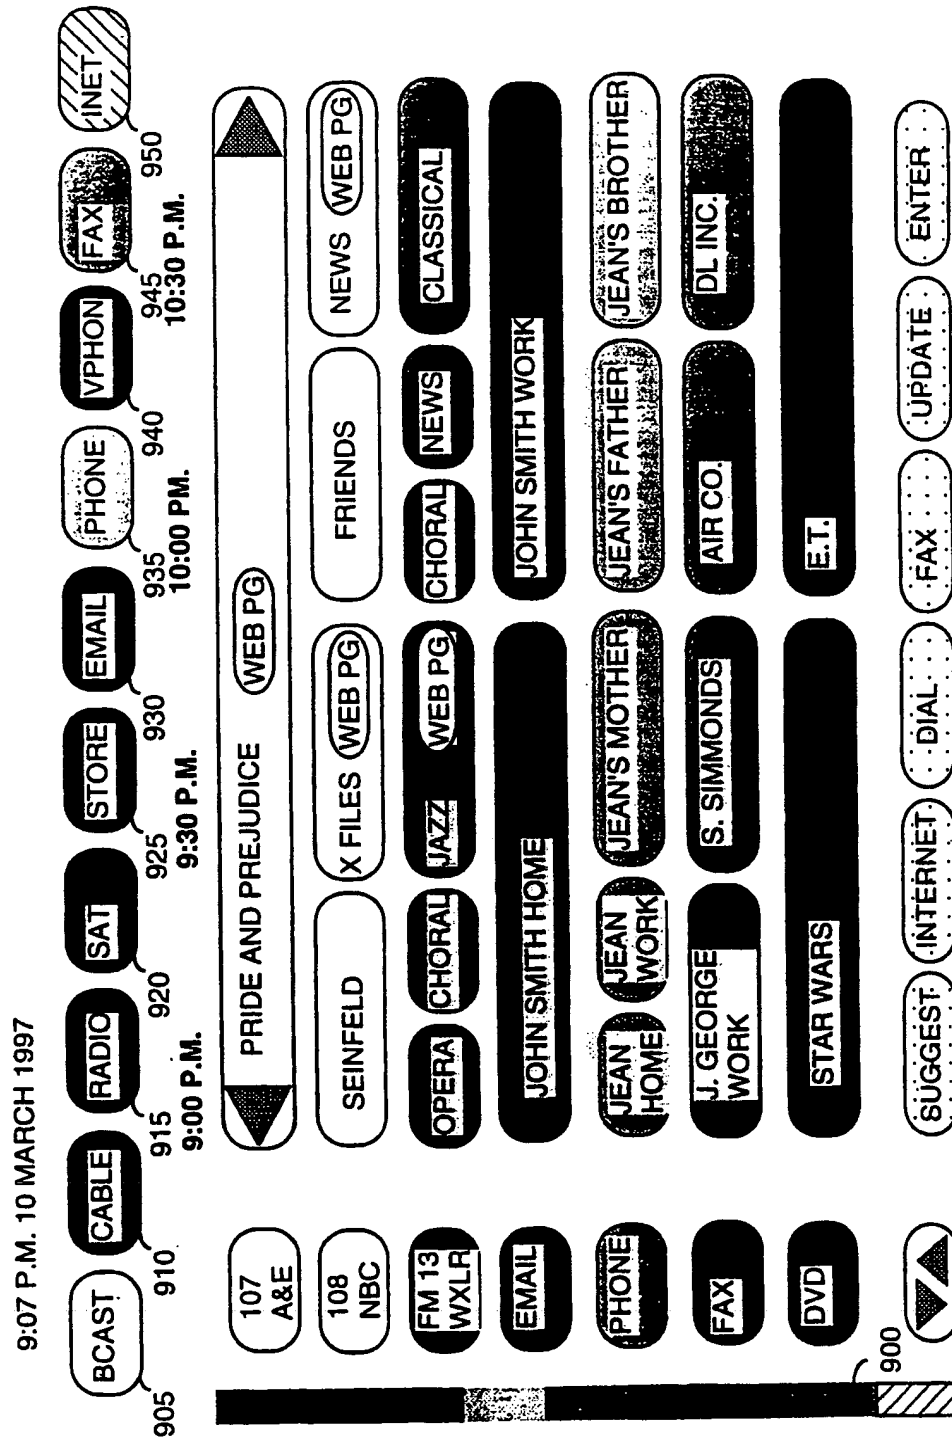 9:07 P.M. 10 MARCH 1997
BCAST CABLE RADIO SAT STORE EMAIL PHONE VPHON FAX INET
905 910 915 920 925 930 935 940 945 950
9:00 P.M. 9:30 P.M. 10:00 PM. 10:30 P.M.
107 A&E PRIDE AND PREJUDICE WEB PG
108 NBC SEINFELD X FILES WEB PG FRIENDS NEWS WEB PG
FM 13 WXLR OPERA CHORAL JAZZ WEB PG CHORAL NEWS CLASSICAL
EMAIL JOHN SMITH HOME JOHN SMITH WORK
PHONE JEAN HOME JEAN WORK JEAN'S MOTHER JEAN'S FATHER JEAN'S BROTHER
FAX J. GEORGE WORK S. SIMMONDS AIR CO. DL INC.
DVD STAR WARS E.T.
900
SUGGEST INTERNET DIAL FAX UPDATE ENTER